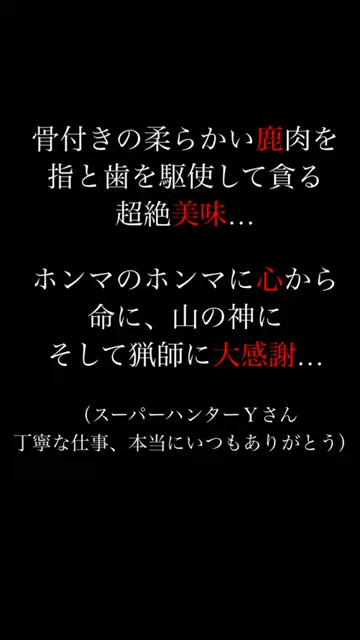 骨付きの柔らかい鹿肉を
指と歯を駆使して貪る
超絶美味…
ホンマのホンマに心から
命に、山の神に
そして猟師に大感謝…
（スーパーハンターＹさん
丁寧な仕事、本当にいつもありがとう）